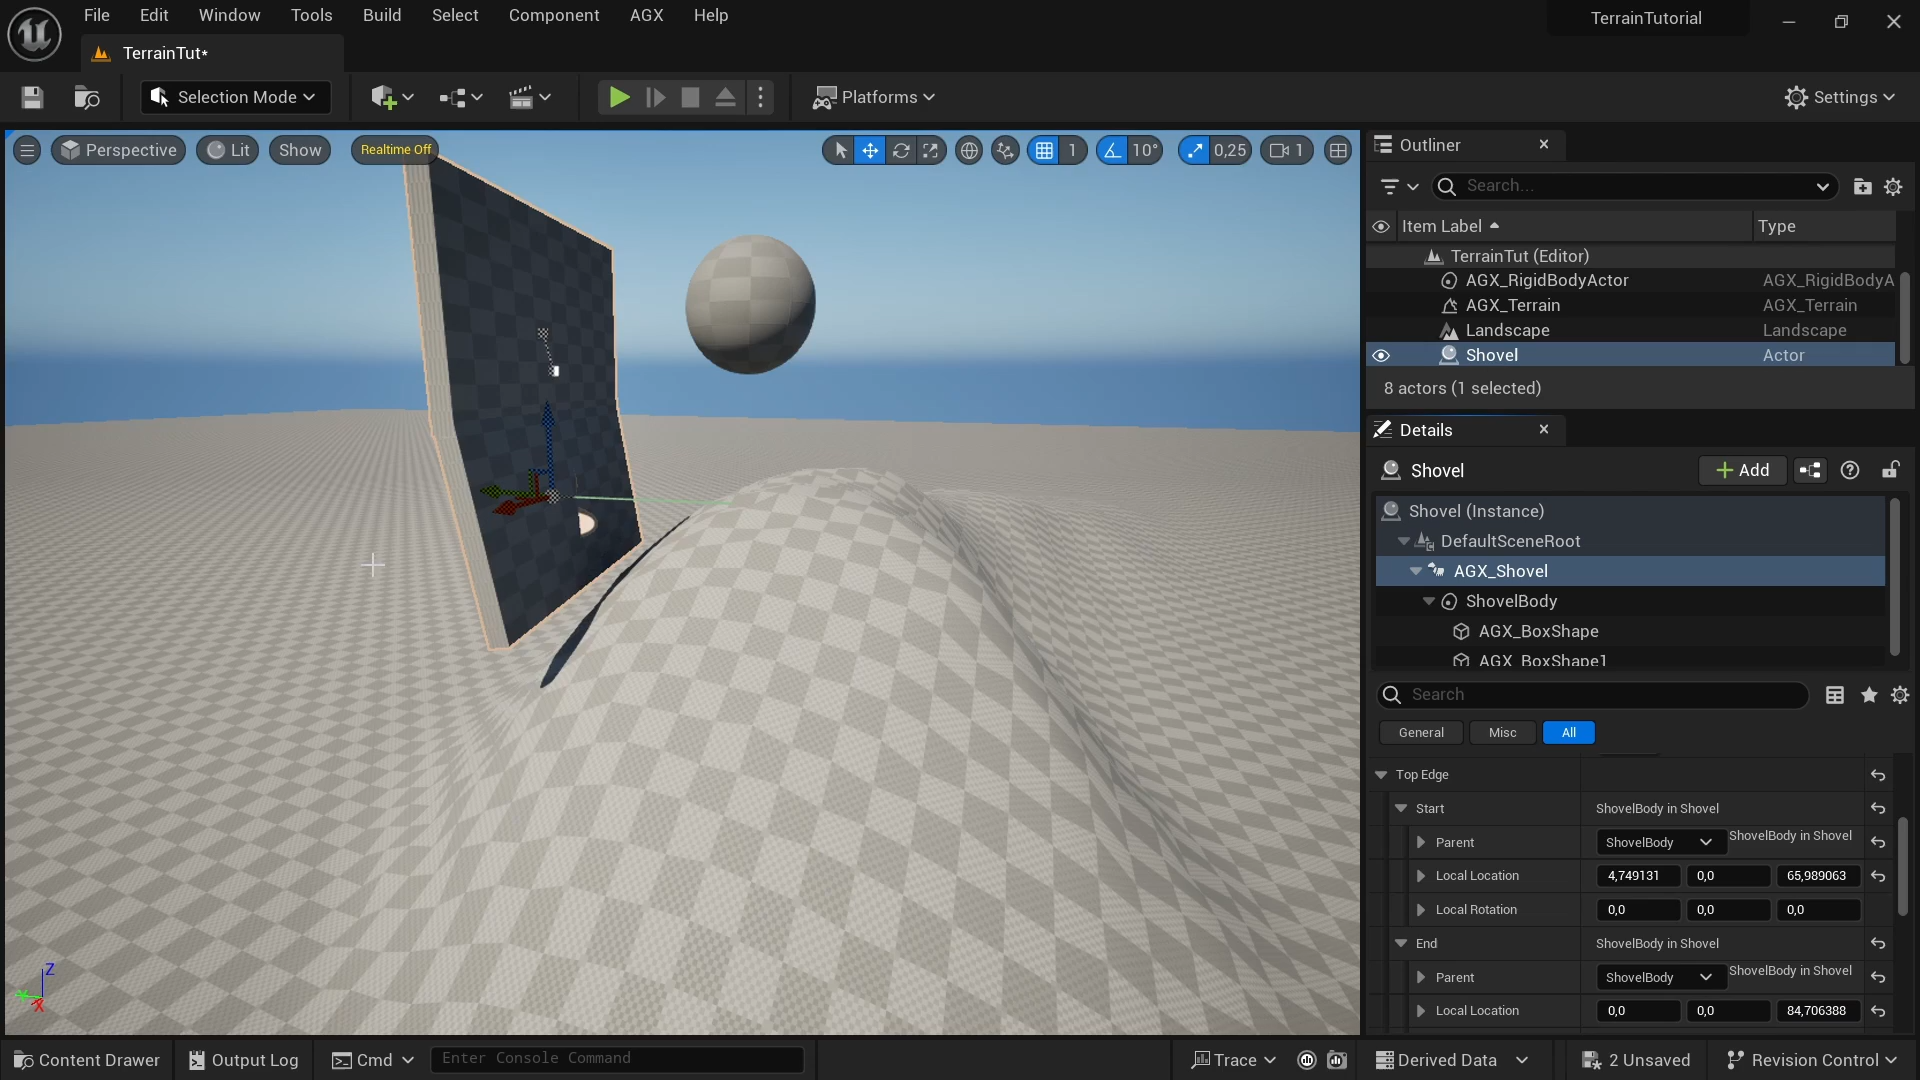 File Edit Window Tools Build Select Component AGX Help
TerrainTutorial
TerrainTut*
Selection Mode
Platforms
Settings
Perspective Lit Show Realtime Off
1 10° 0,25 1
Outliner
Search...
Item Label Type
TerrainTut (Editor)
AGX_RigidBodyActor AGX_RigidBodyA
AGX_Terrain AGX_Terrain
Landscape Landscape
Shovel Actor
8 actors (1 selected)
Details
Shovel
Add
Shovel (Instance)
DefaultSceneRoot
AGX_Shovel
ShovelBody
AGX_BoxShape
AGX_BoxShape1
Search
General Misc All
Top Edge
Start ShovelBody in Shovel
Parent ShovelBody ShovelBody in Shovel
Local Location 4,749131 0,0 65,989063
Local Rotation 0,0 0,0 0,0
End ShovelBody in Shovel
Parent ShovelBody ShovelBody in Shovel
Local Location 0,0 0,0 84,706388
Z
X
Content Drawer Output Log Cmd Enter Console Command
Trace Derived Data 2 Unsaved Revision Control